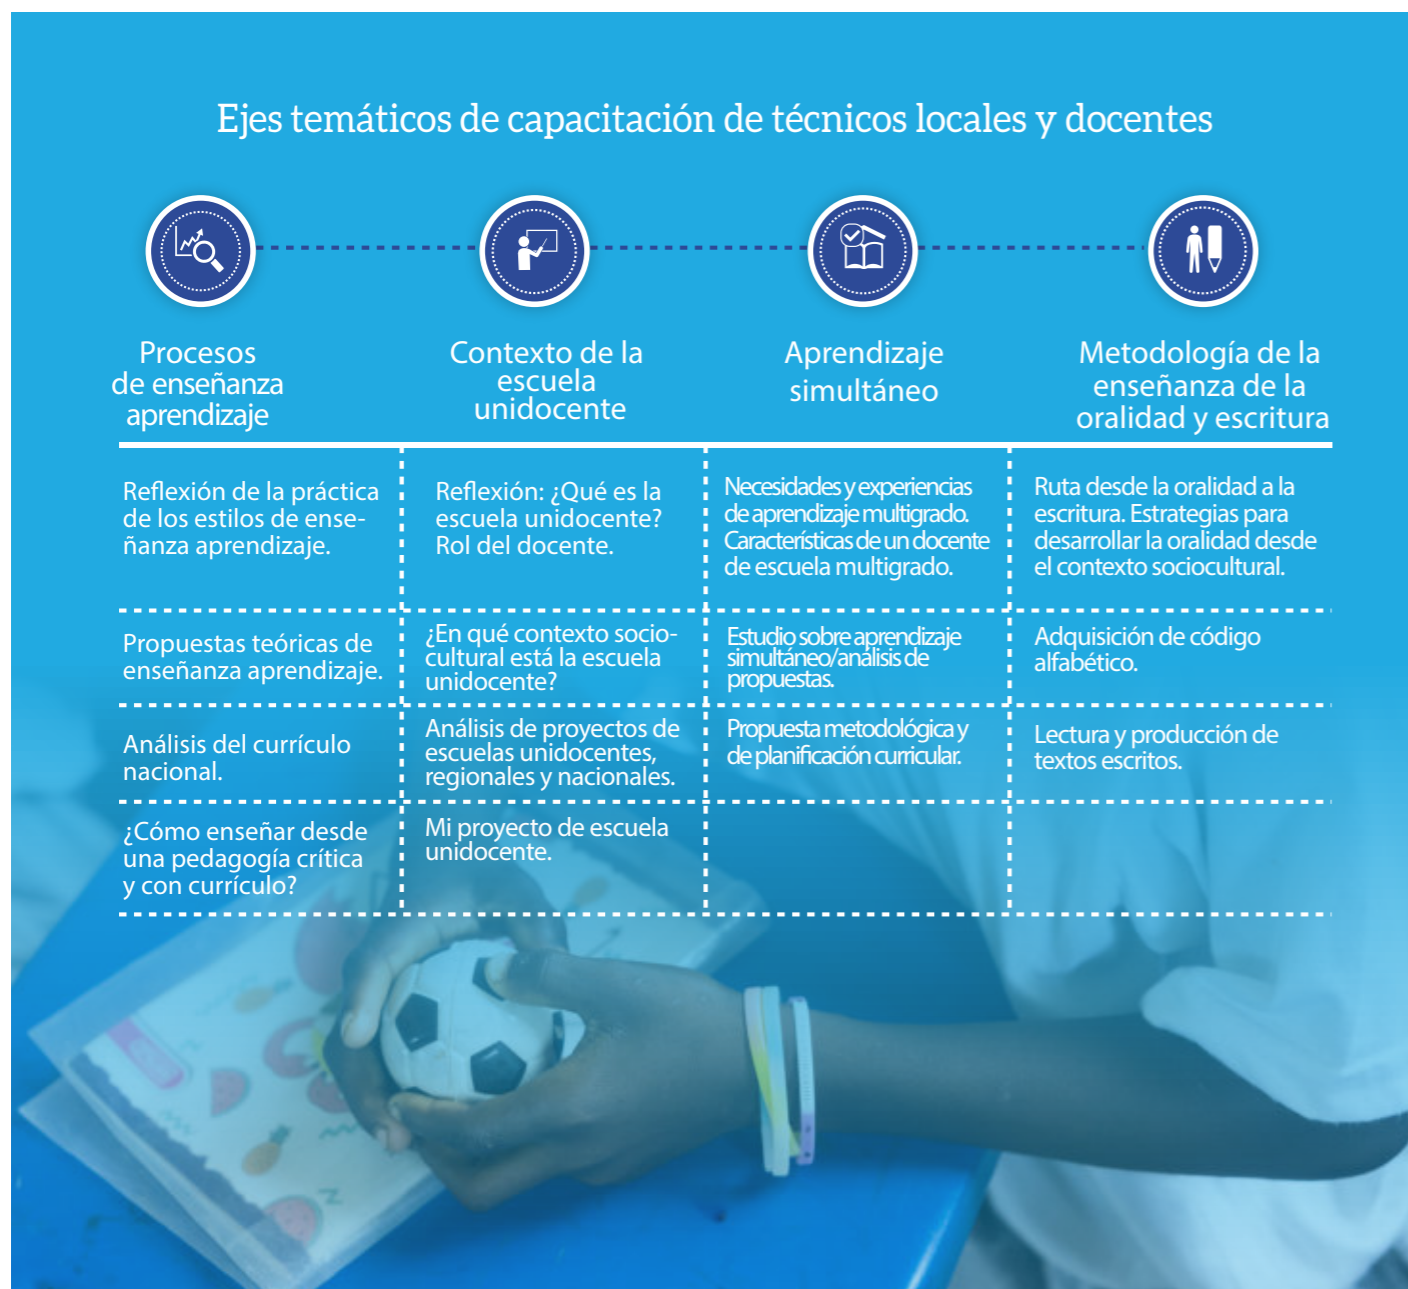 Ejes temáticos de capacitación de técnicos locales y docentes
Procesos
de enseñanza
aprendizaje
Contexto de la
escuela
unidocente
Aprendizaje
simultáneo
Metodología de la
enseñanza de la
oralidad y escritura
Reflexión de la práctica
de los estilos de ense-
ñanza aprendizaje.
Reflexión: ¿Qué es la
escuela unidocente?
Rol del docente.
Necesidades y experiencias
de aprendizaje multigrado.
Características de un docente
de escuela multigrado.
Ruta desde la oralidad a la
escritura. Estrategias para
desarrollar la oralidad desde
el contexto sociocultural.
Propuestas teóricas de
enseñanza aprendizaje.
¿En qué contexto socio-
cultural está la escuela
unidocente?
Estudio sobre aprendizaje
simultáneo/análisis de
propuestas.
Adquisición de código
alfabético.
Análisis del currículo
nacional.
Análisis de proyectos de
escuelas unidocentes,
regionales y nacionales.
Propuesta metodológica y
de planificación curricular.
Lectura y producción de
textos escritos.
¿Cómo enseñar desde
una pedagogía crítica
y con currículo?
Mi proyecto de escuela
unidocente.